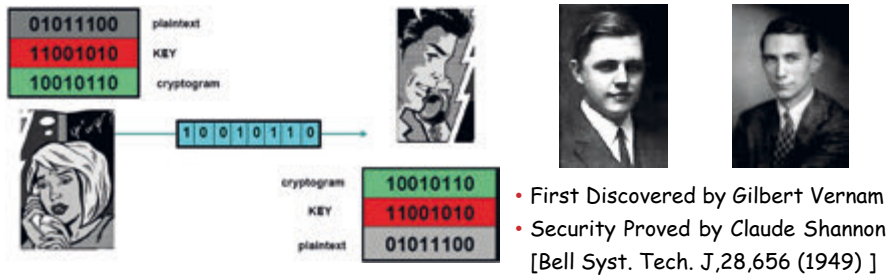 01011100 plaintext
11001010 KEY
10010110 cryptogram
1 0 0 1 0 1 1 0
cryptogram 10010110
KEY 11001010
plaintext 01011100
• First Discovered by Gilbert Vernam
• Security Proved by Claude Shannon
[Bell Syst. Tech. J,28,656 (1949) ]